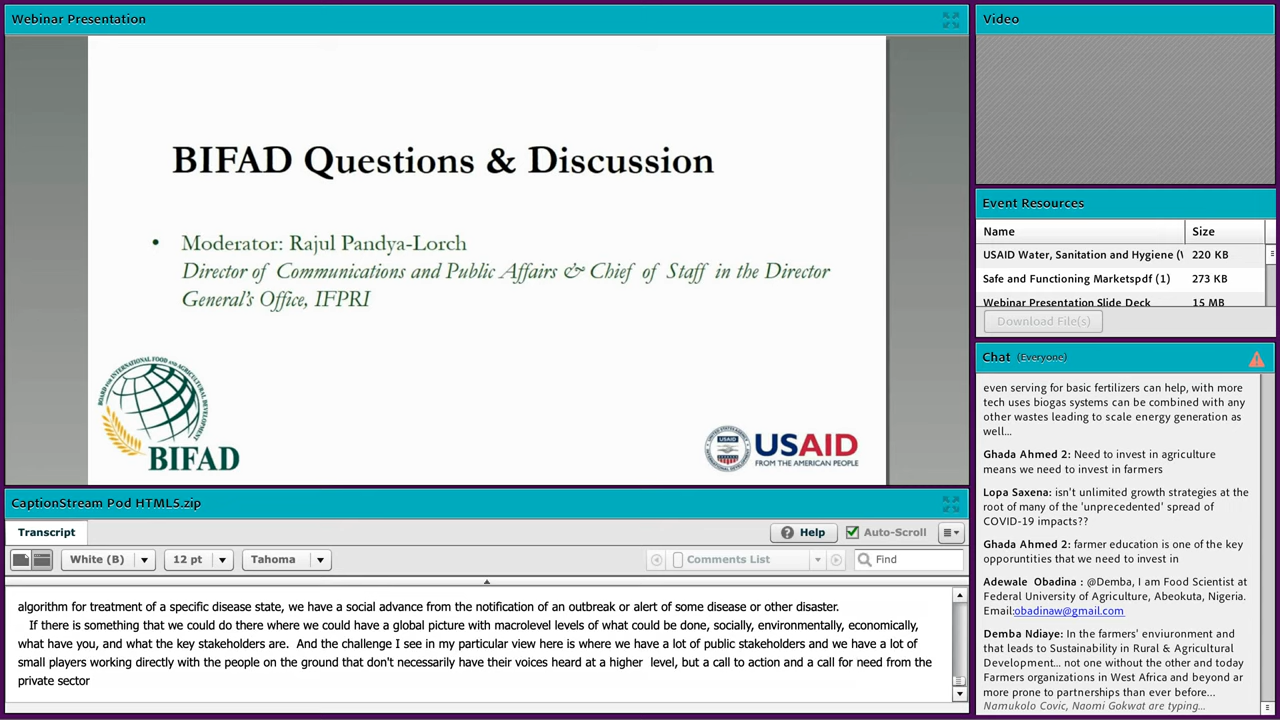 Webinar Presentation
BIFAD Questions & Discussion
• Moderator: Rajul Pandya-Lorch
Director of Communications and Public Affairs & Chief of Staff in the Director
General's Office, IFPRI
BOARD FOR INTERNATIONAL FOOD AND AGRICULTURAL DEVELOPMENT
BIFAD
USAID
USAID
FROM THE AMERICAN PEOPLE
CaptionStream Pod HTML5.zip
Transcript
Help
Auto-Scroll
White (B)
12 pt
Tahoma
Comments List
Find
algorithm for treatment of a specific disease state, we have a social advance from the notification of an outbreak or alert of some disease or other disaster.
If there is something that we could do there where we could have a global picture with macrolevel levels of what could be done, socially, environmentally, economically,
what have you, and what the key stakeholders are. And the challenge I see in my particular view here is where we have a lot of public stakeholders and we have a lot of
small players working directly with the people on the ground that don't necessarily have their voices heard at a higher level, but a call to action and a call for need from the
private sector
Video
Event Resources
Name Size
USAID Water, Sanitation and Hygiene (\ 220 KB
Safe and Functioning Marketspdf (1) 273 KB
Webinar Presentation Slide Deck 15 MB
Download File(s)
Chat (Everyone)
even serving for basic fertilizers can help, with more
tech uses biogas systems can be combined with any
other wastes leading to scale energy generation as
well...
Ghada Ahmed 2: Need to invest in agriculture
means we need to invest in farmers
Lopa Saxena: isn't unlimited growth strategies at the
root of many of the 'unprecedented' spread of
COVID-19 impacts??
Ghada Ahmed 2: farmer education is one of the key
opporuntities that we need to invest in
Adewale Obadina : @Demba, I am Food Scientist at
Federal University of Agriculture, Abeokuta, Nigeria.
Email:obadinaw@gmail.com
Demba Ndiaye: In the farmers' enviuronment and
that leads to Sustainability in Rural & Agricultural
Development... not one without the other and today
Farmers organizations in West Africa and beyond ar
more prone to partnerships than ever before...
Namukolo Covic, Naomi Gokwat are typing...